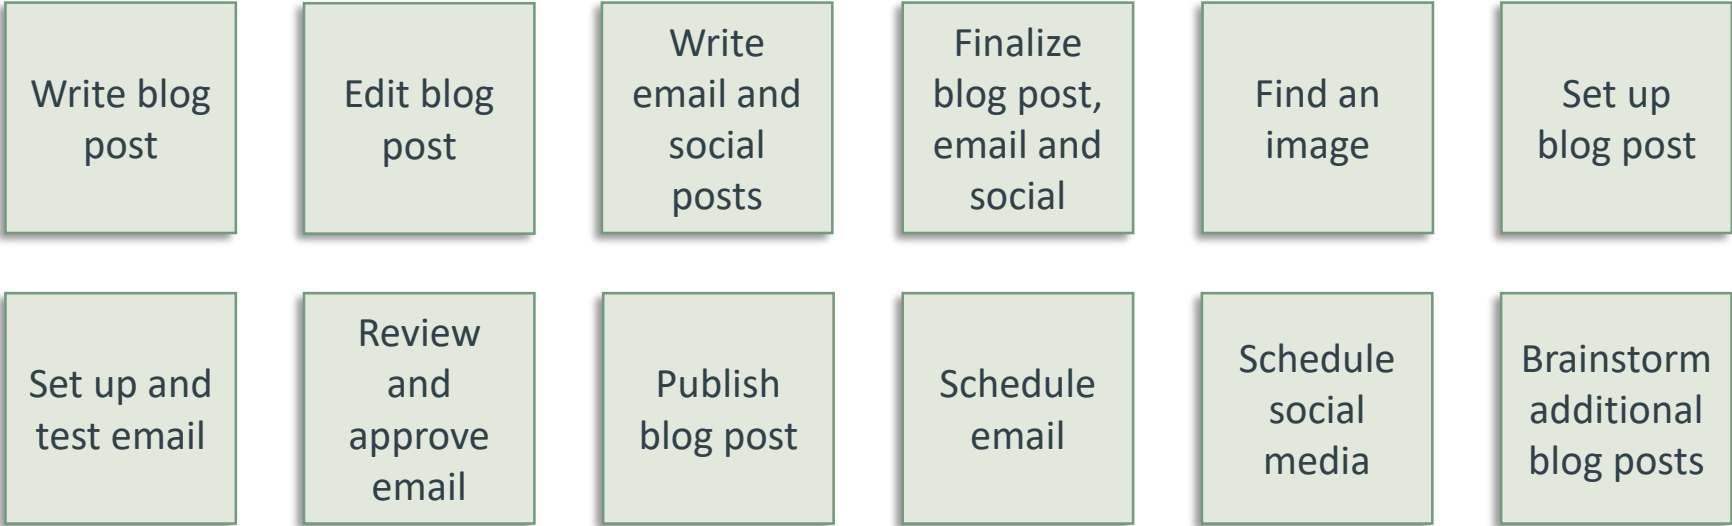 Write blog
post
Edit blog
post
Write
email and
social
posts
Finalize
blog post,
email and
social
Find an
image
Set up
blog post
Set up and
test email
Review
and
approve
email
Publish
blog post
Schedule
email
Schedule
social
media
Brainstorm
additional
blog posts